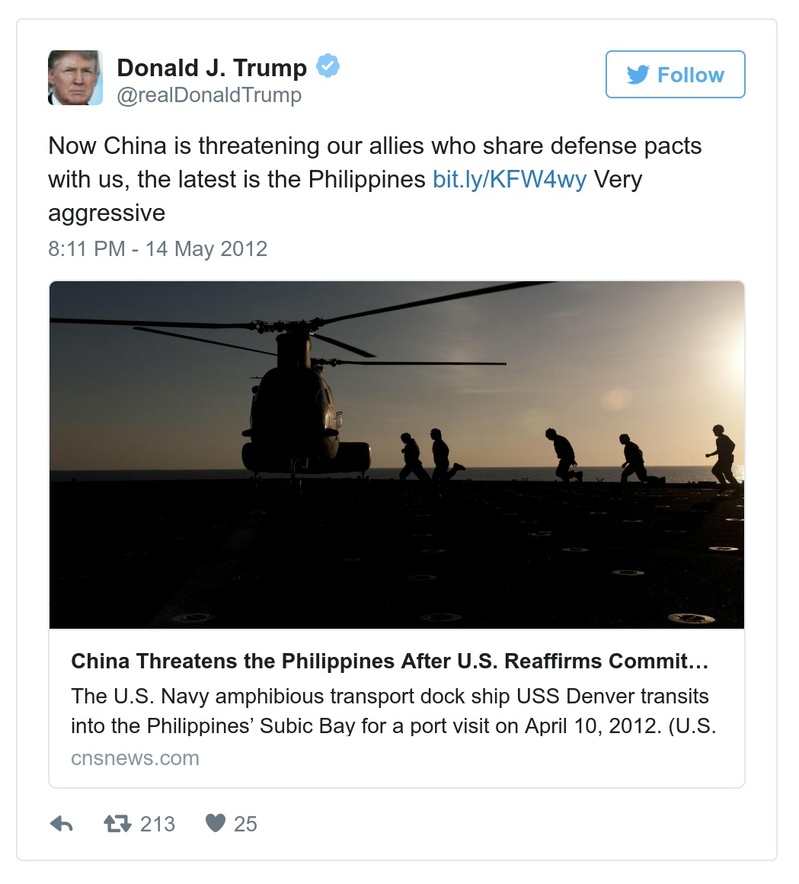 Donald J. Trump
@realDonaldTrump
Follow
Now China is threatening our allies who share defense pacts
with us, the latest is the Philippines bit.ly/KFW4wy Very
aggressive
8:11 PM - 14 May 2012
China Threatens the Philippines After U.S. Reaffirms Commit…
The U.S. Navy amphibious transport dock ship USS Denver transits
into the Philippines’ Subic Bay for a port visit on April 10, 2012. (U.S.
cnsnews.com
213
25